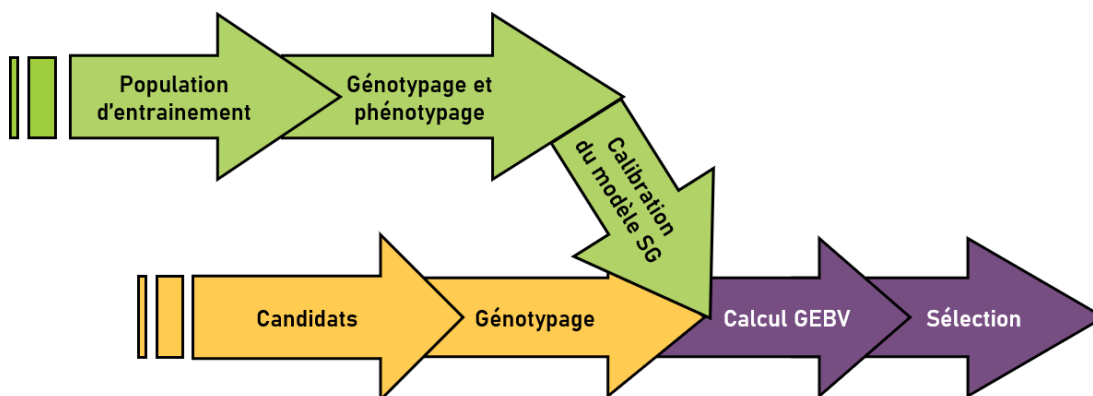 Population
d'entrainement
Génotypage et
phénotypage
Calibration
du modèle SG
Candidats
Génotypage
Calcul GEBV
Sélection